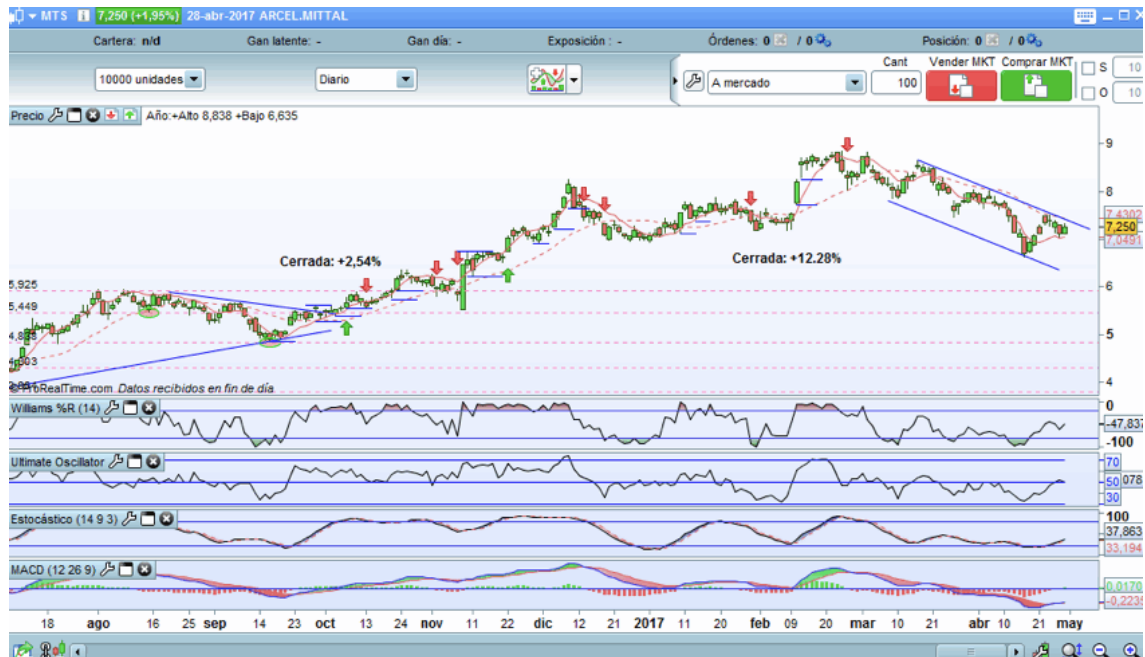 MTS 7,250 (+1,95%) 28-abr-2017 ARCEL.MITTAL
Cartera: n/d Gan latente: - Gan día: - Exposición : - Órdenes: 0 / 0 Posición: 0 / 0
Cant Vender MKT Comprar MKT S 10
10000 unidades Diario A mercado 100
O 10
Precio Año:+Alto 8,838 +Bajo 6,635
9
8
7,4302
7,250
7,0491
Cerrada: +2,54% Cerrada: +12.28%
5,925
6
5,449
5
4
ProRealTime.com Datos recibidos en fin de día
Williams %R (14)
0
-47,837
-100
Ultimate Oscillator
70
50 078
30
Estocástico (14 9 3)
100
37,863
33,194
MACD (12 26 9)
0,0170
-0,2235
18 ago 16 25 sep 14 23 oct 13 24 nov 11 22 dic 12 21 2017 11 20 feb 09 20 mar 10 21 abr 10 21 may